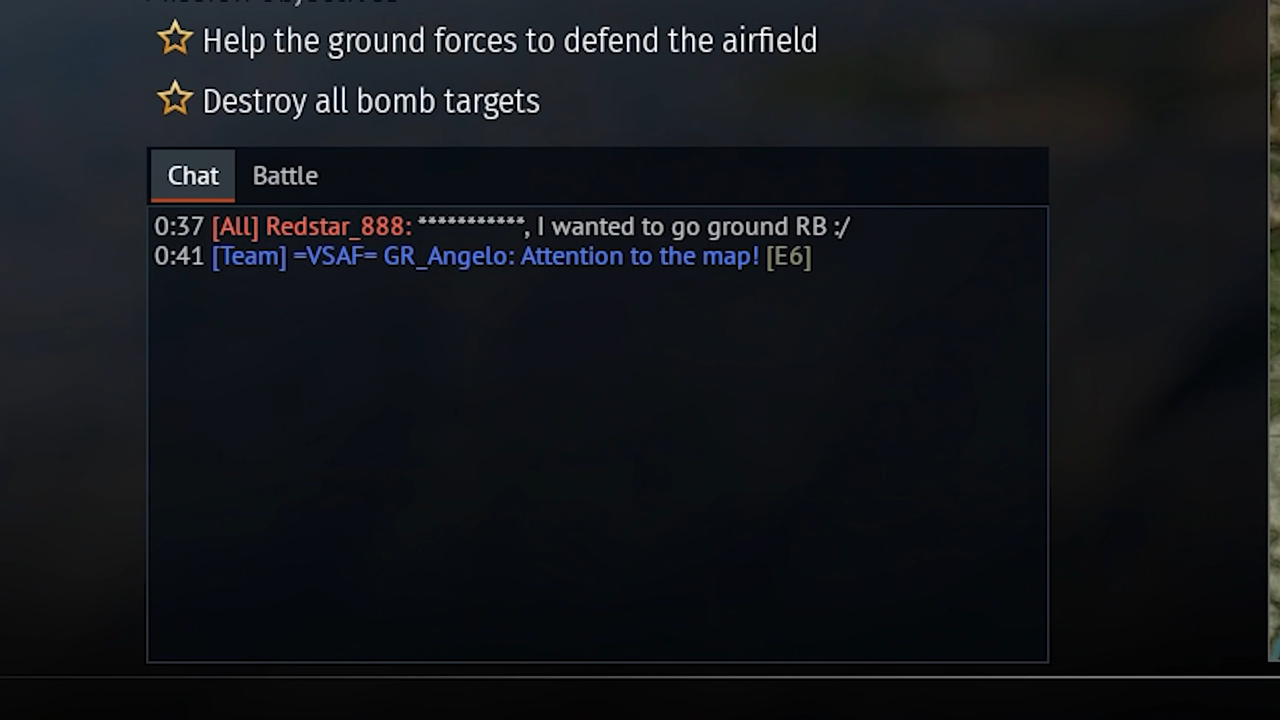 Help the ground forces to defend the airfield
Destroy all bomb targets
Chat Battle
0:37 [All] Redstar_888: ***********, I wanted to go ground RB :/
0:41 [Team] =VSAF= GR_Angelo: Attention to the map! [E6]